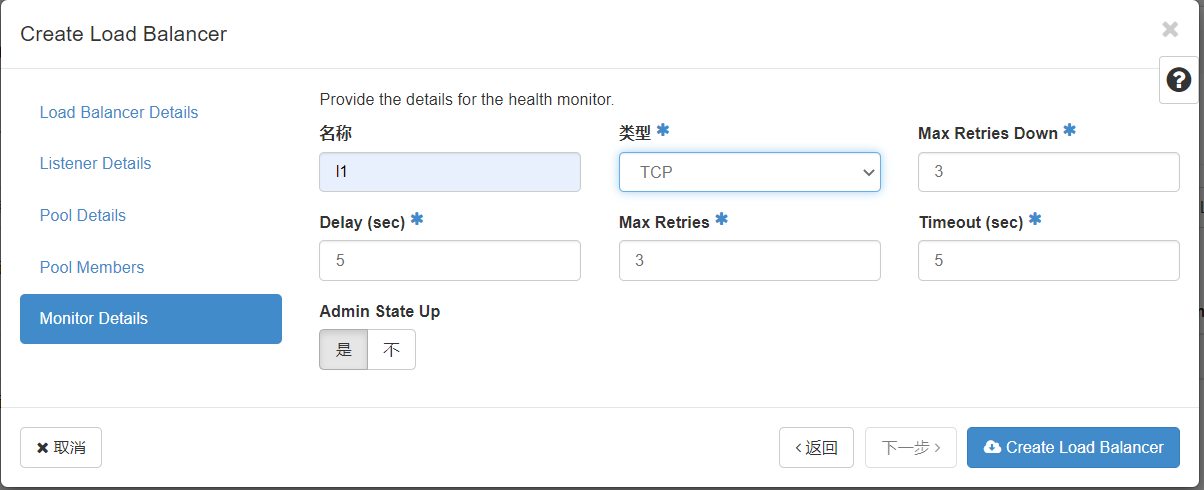 Create Load Balancer
Load Balancer Details
Listener Details
Pool Details
Pool Members
Monitor Details
Provide the details for the health monitor.
名称
类型 *
Max Retries Down *
l1
TCP
3
Delay (sec) *
Max Retries *
Timeout (sec) *
5
3
5
Admin State Up
是
不
取消
返回
下一步
Create Load Balancer